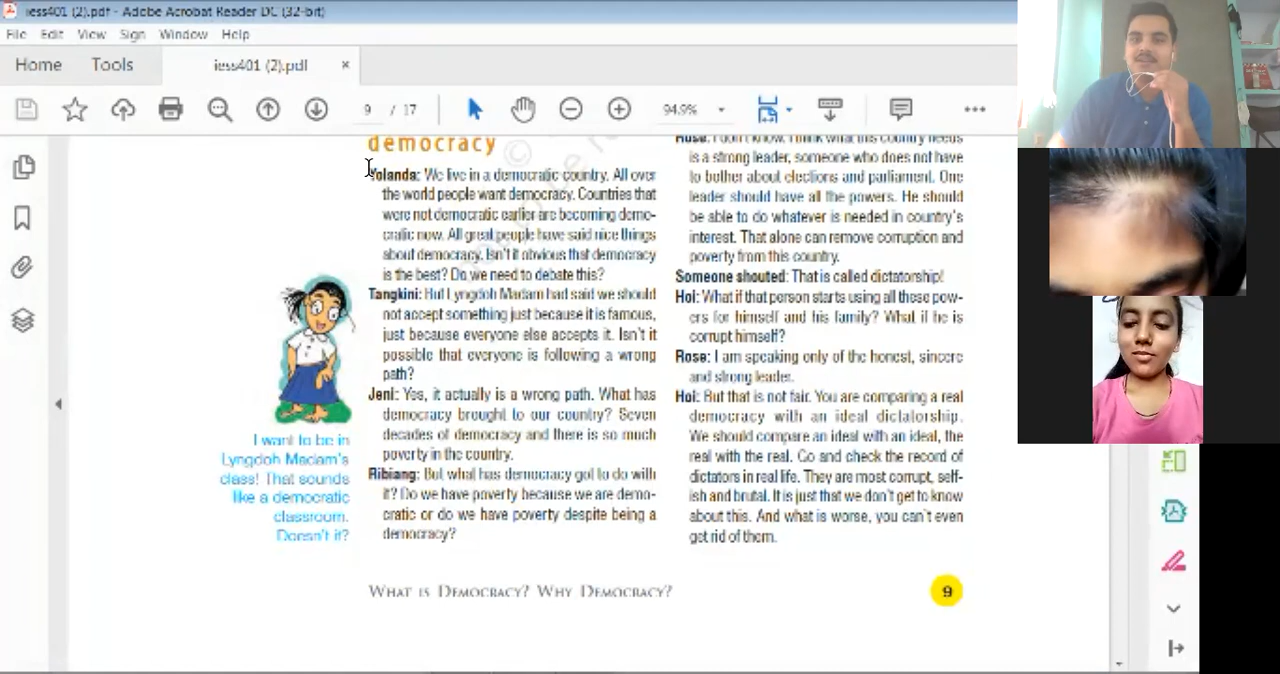 iess401 (2).pdf - Adobe Acrobat Reader DC (32-bit)
File Edit View Sign Window Help
Home Tools iess401 (2).pdf ×
9 / 17 94.9%
democracy
Yolanda: We live in a democratic country. All over
the world people want democracy. Countries that
were not democratic earlier are becoming demo-
cratic now. All great people have said nice things
about democracy. Isn't it obvious that democracy
is the best? Do we need to debate this?
Tangkini: But Lyngdoh Madam had said we should
not accept something just because it is famous,
just because everyone else accepts it. Isn't it
possible that everyone is following a wrong
path?
Jeni: Yes, it actually is a wrong path. What has
democracy brought to our country? Seven
decades of democracy and there is so much
poverty in the country.
Ribiang: But what has democracy got to do with
it? Do we have poverty because we are demo-
cratic or do we have poverty despite being a
democracy?
I want to be in
Lyngdoh Madam's
class! That sounds
like a democratic
classroom.
Doesn't it?
Rose: I don't know. I think what this country needs
is a strong leader, someone who does not have
to bother about elections and parliament. One
leader should have all the powers. He should
be able to do whatever is needed in country's
interest. That alone can remove corruption and
poverty from this country.
Someone shouted: That is called dictatorship!
Hoi: What if that person starts using all these pow-
ers for himself and his family? What if he is
corrupt himself?
Rose: I am speaking only of the honest, sincere
and strong leader.
Hoi: But that is not fair. You are comparing a real
democracy with an ideal dictatorship.
We should compare an ideal with an ideal, the
real with the real. Go and check the record of
dictators in real life. They are most corrupt, self-
ish and brutal. It is just that we don't get to know
about this. And what is worse, you can't even
get rid of them.
What is Democracy? Why Democracy?
9